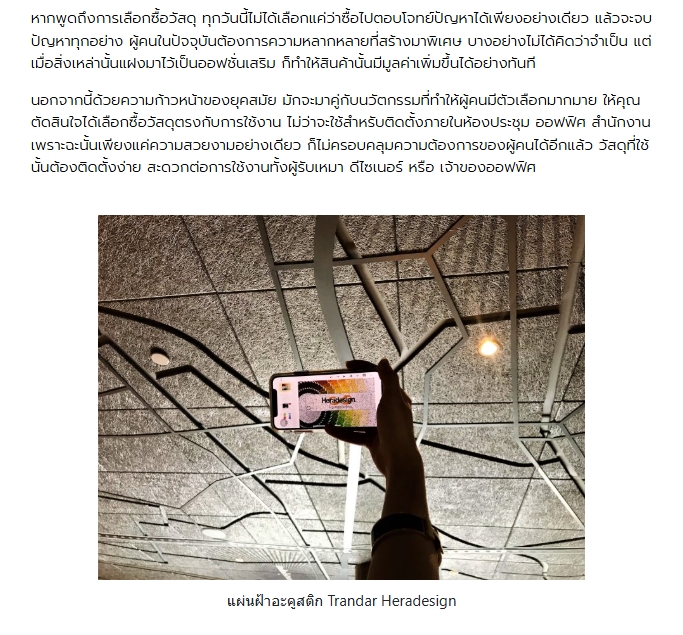 หากพูดถึงการเลือกซื้อวัสดุ ทุกวันนี้ไม่ได้เลือกแค่ว่าซื้อไปตอบโจทย์ปัญหาได้เพียงอย่างเดียว แล้วจะจบ
ปัญหาทุกอย่าง ผู้คนในปัจจุบันต้องการความหลากหลายที่สร้างมาพิเศษ บางอย่างไม่ได้คิดว่าจำเป็น แต่
เมื่อสิ่งเหล่านั้นแฝงมาไว้เป็นออฟชั่นเสริม ก็ทำให้สินค้านั้นมีมูลค่าเพิ่มขึ้นได้อย่างทันที
นอกจากนี้ด้วยความก้าวหน้าของยุคสมัย มักจะมาคู่กับนวัตกรรมที่ทำให้ผู้คนมีตัวเลือกมากมาย ให้คุณ
ตัดสินใจได้เลือกซื้อวัสดุตรงกับการใช้งาน ไม่ว่าจะใช้สำหรับติดตั้งภายในห้องประชุม ออฟฟิศ สำนักงาน
เพราะฉะนั้นเพียงแค่ความสวยงามอย่างเดียว ก็ไม่ครอบคลุมความต้องการของผู้คนได้อีกแล้ว วัสดุที่ใช้
นั้นต้องติดตั้งง่าย สะดวกต่อการใช้งานทั้งผู้รับเหมา ดีไซเนอร์ หรือ เจ้าของออฟฟิศ
Heradesign
แผ่นฝ้าอะคูสติก Trandar Heradesign